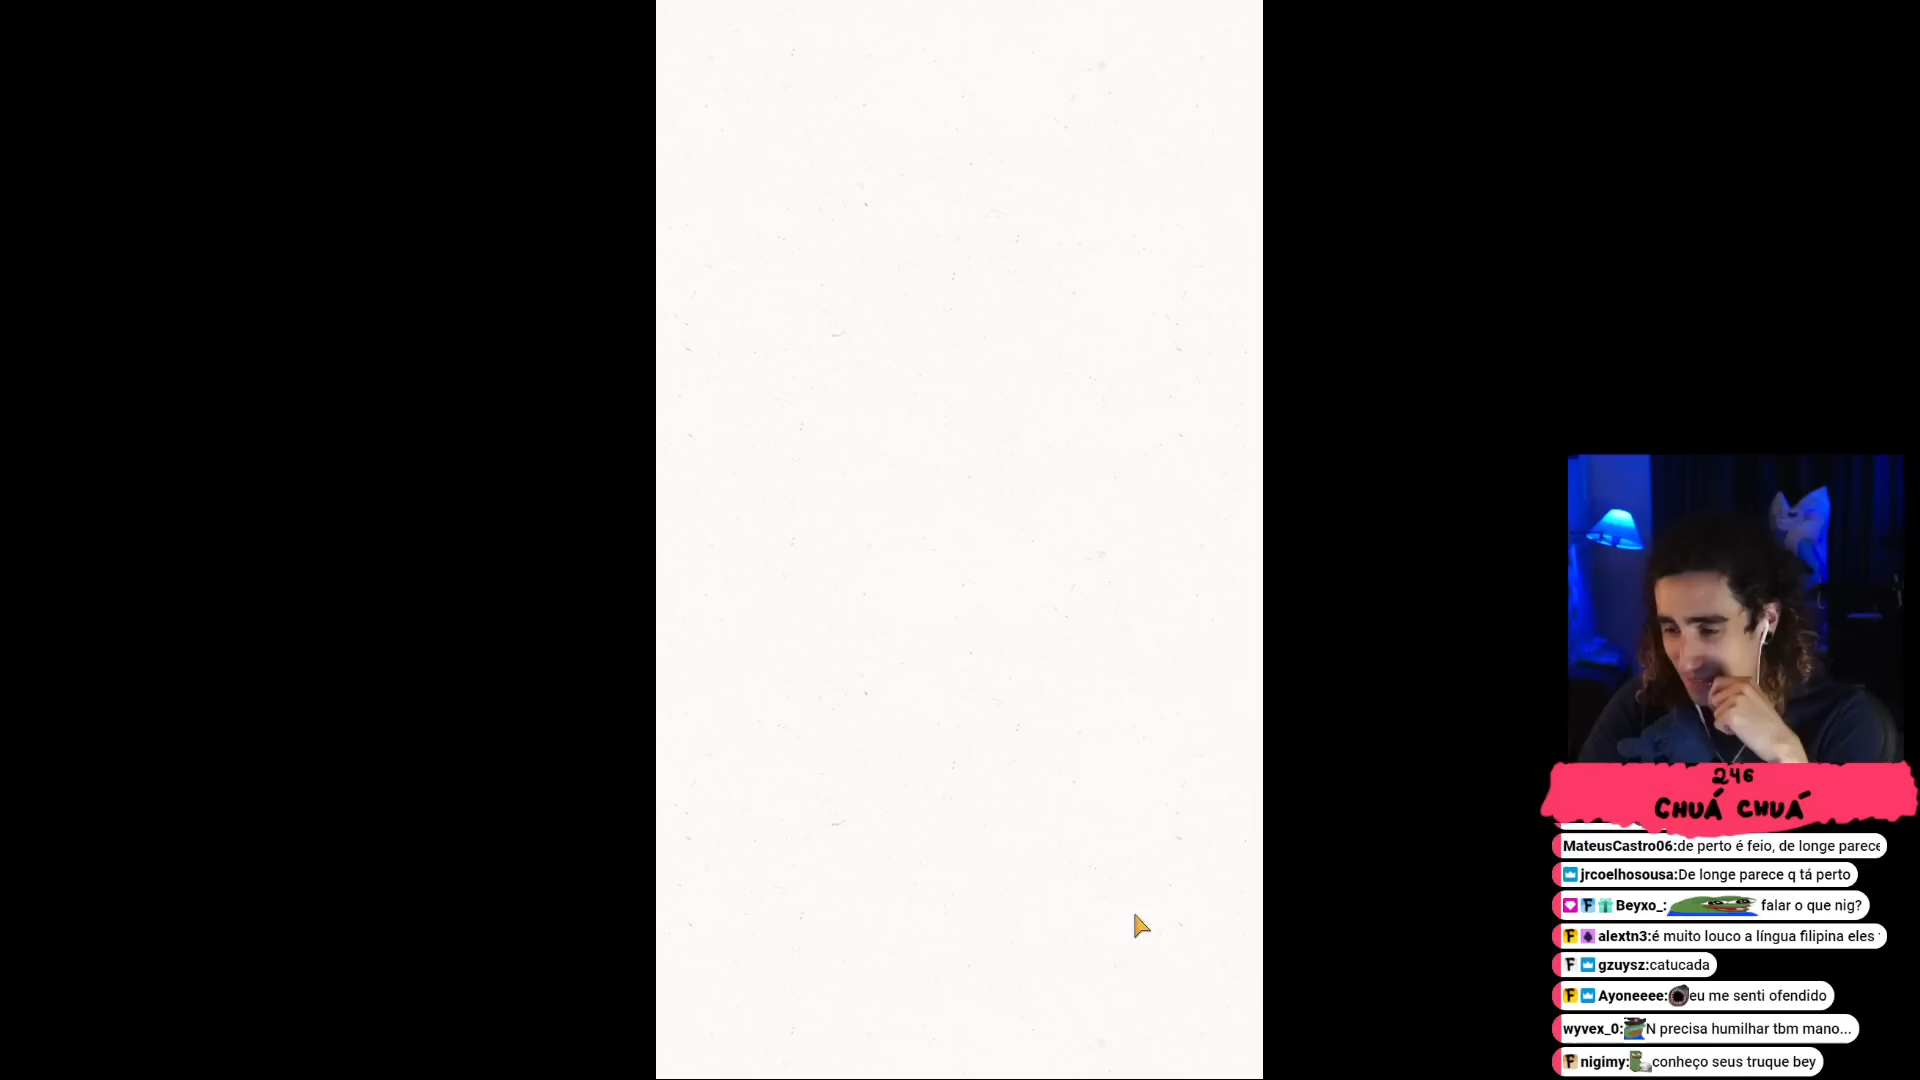 246
CHUÁ CHUÁ
MateusCastro06:de perto é feio, de longe parece
jrcoelhosousa:De longe parece q tá perto
Beyxo_: falar o que nig?
alextn3:é muito louco a língua filipina eles
gzuysz:catucada
Ayoneeee:eu me senti ofendido
wyvex_0:N precisa humilhar tbm mano...
nigimy:conheço seus truque bey